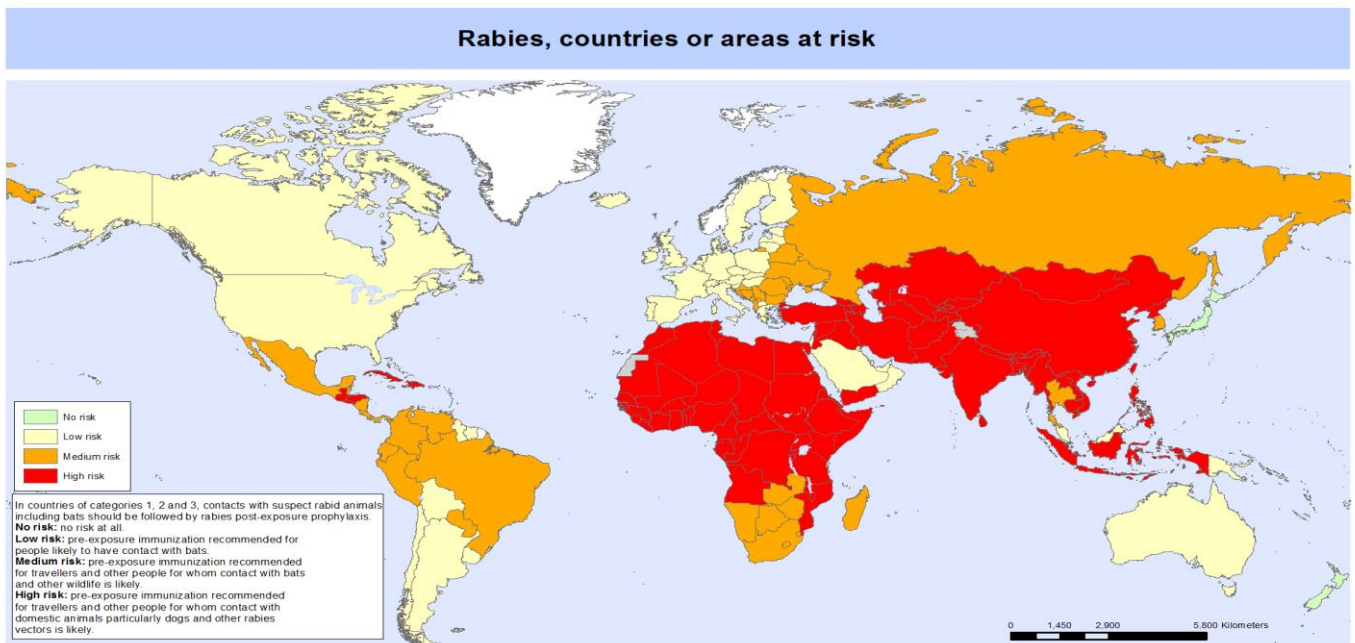 Rabies, countries or areas at risk
No risk
Low risk
Medium risk
High risk
In countries of categories 1, 2 and 3, contacts with suspect rabid animals
including bats should be followed by rabies post-exposure prophylaxis.
No risk: no risk at all.
Low risk: pre-exposure immunization recommended for
people likely to have contact with bats.
Medium risk: pre-exposure immunization recommended
for travellers and other people for whom contact with bats
and other wildlife is likely.
High risk: pre-exposure immunization recommended
for travellers and other people for whom contact with
domestic animals particularly dogs and other rabies
vectors is likely.
0 1,450 2,900 5,800 Kilometers